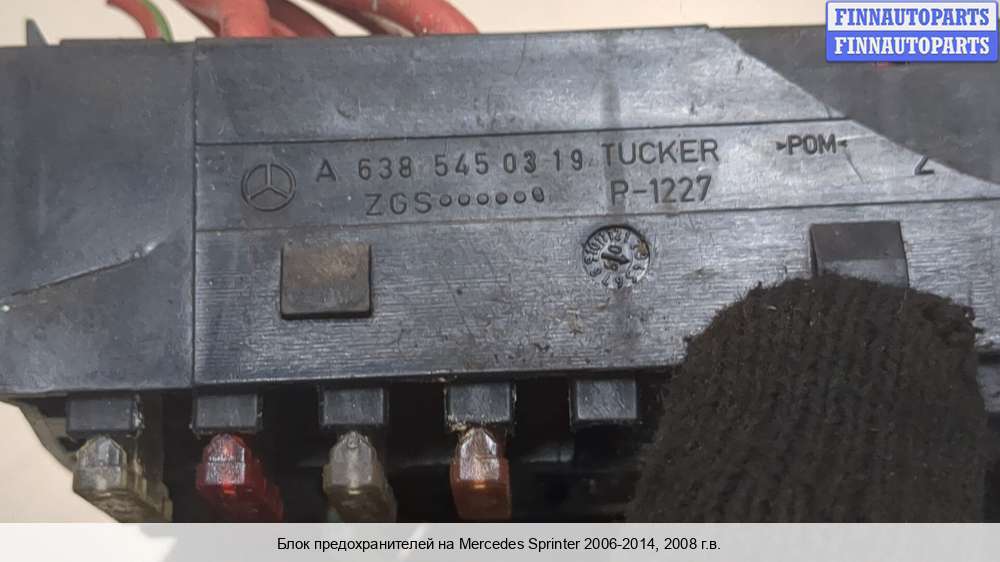 FINNAUTOPARTS
FINNAUTOPARTS
A 638 545 03 19 TUCKER >POM<
ZGS P-1227
Блок предохранителей на Mercedes Sprinter 2006-2014, 2008 г.в.